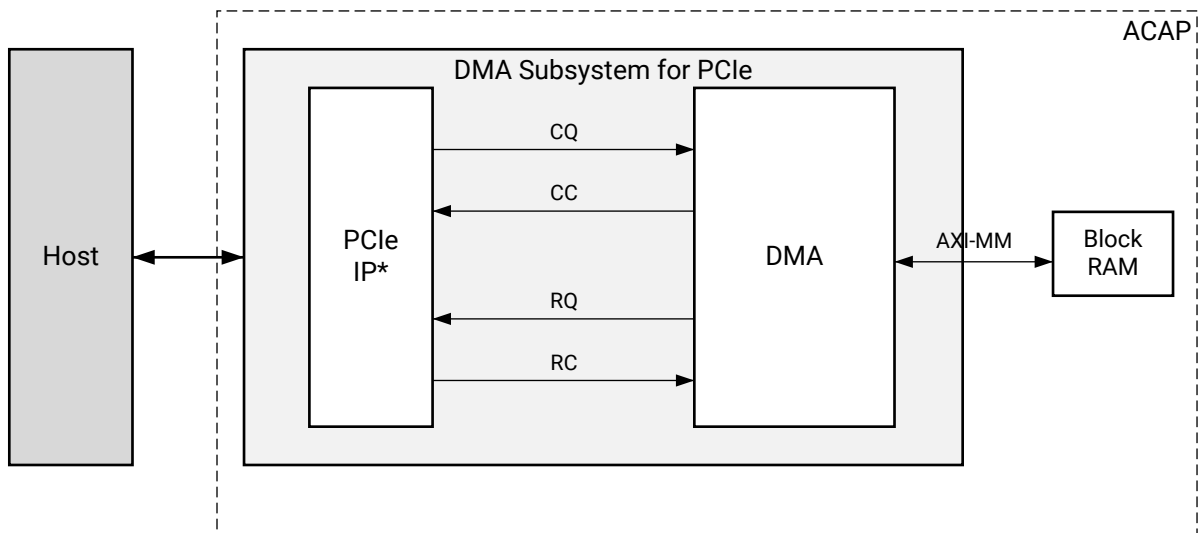 ACAP
DMA Subsystem for PCIe
CQ
CC
Host
PCIe
IP*
DMA
AXI-MM
Block
RAM
RQ
RC